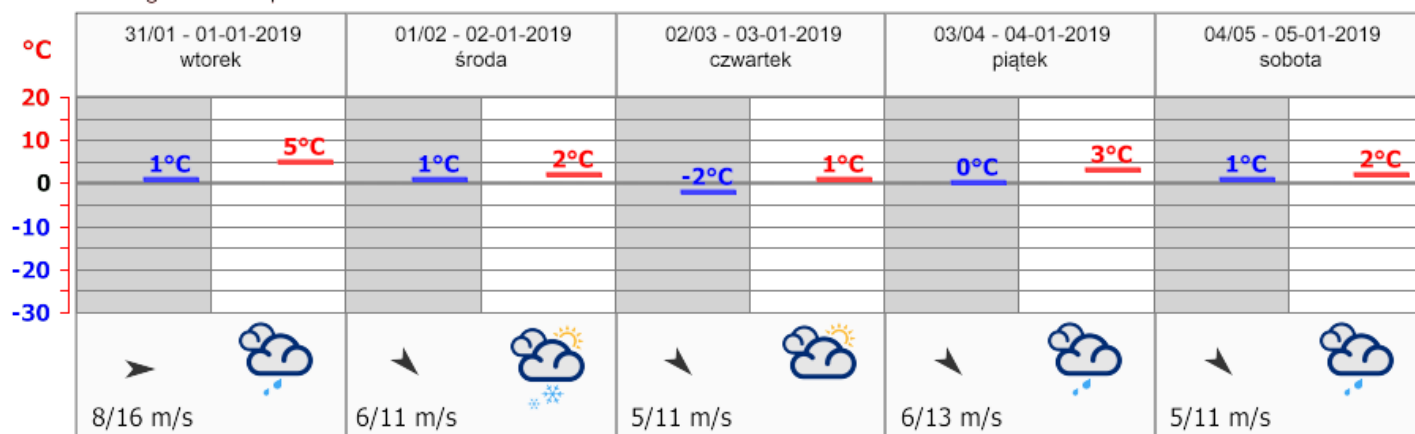 31/01 - 01-01-2019
wtorek
01/02 - 02-01-2019
środa
02/03 - 03-01-2019
czwartek
03/04 - 04-01-2019
piątek
04/05 - 05-01-2019
sobota
°C
20
10
0
-10
-20
-30
1°C 5°C 1°C 2°C -2°C 1°C 0°C 3°C 1°C 2°C
8/16 m/s 6/11 m/s 5/11 m/s 6/13 m/s 5/11 m/s